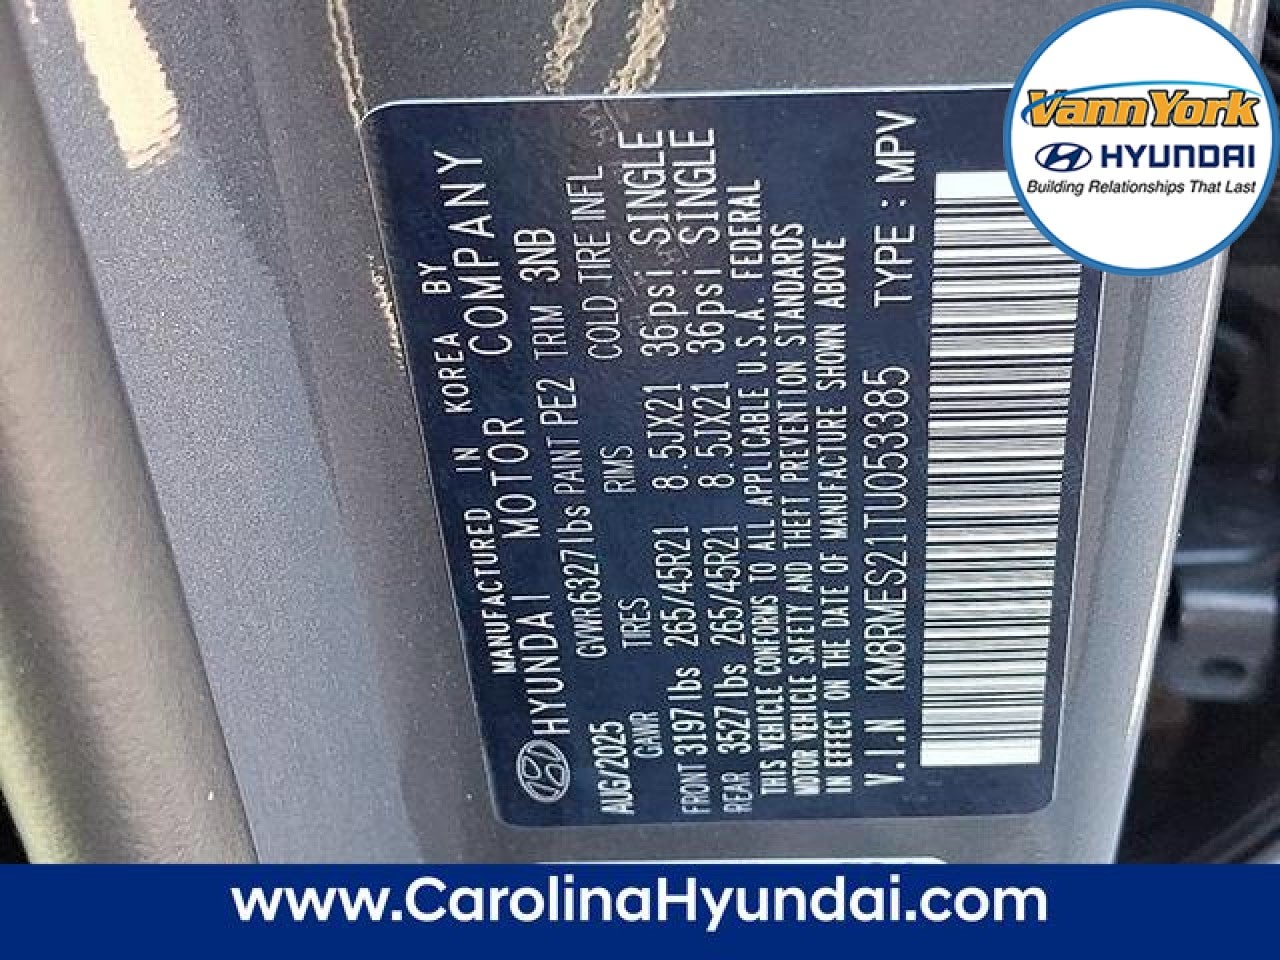 MANUFACTURED IN KOREA BY
HYUNDAI MOTOR COMPANY
AUG/2025 GVWR6327lbs PAINT PE2 TRIM 3NB
GAWR TIRES RMS COLD TIRE INFL
FRONT 3197lbs 265/45R21 8.5JX21 36psi SINGLE
REAR 3527lbs 265/45R21 8.5JX21 36psi SINGLE
THIS VEHICLE CONFORMS TO ALL APPLICABLE U.S.A. FEDERAL
MOTOR VEHICLE SAFETY AND THEFT PREVENTION STANDARDS
IN EFFECT ON THE DATE OF MANUFACTURE SHOWN ABOVE
V.I.N KM8RMES21TU053385 TYPE : MPV
VannYork
HYUNDAI
Building Relationships That Last
www.CarolinaHyundai.com